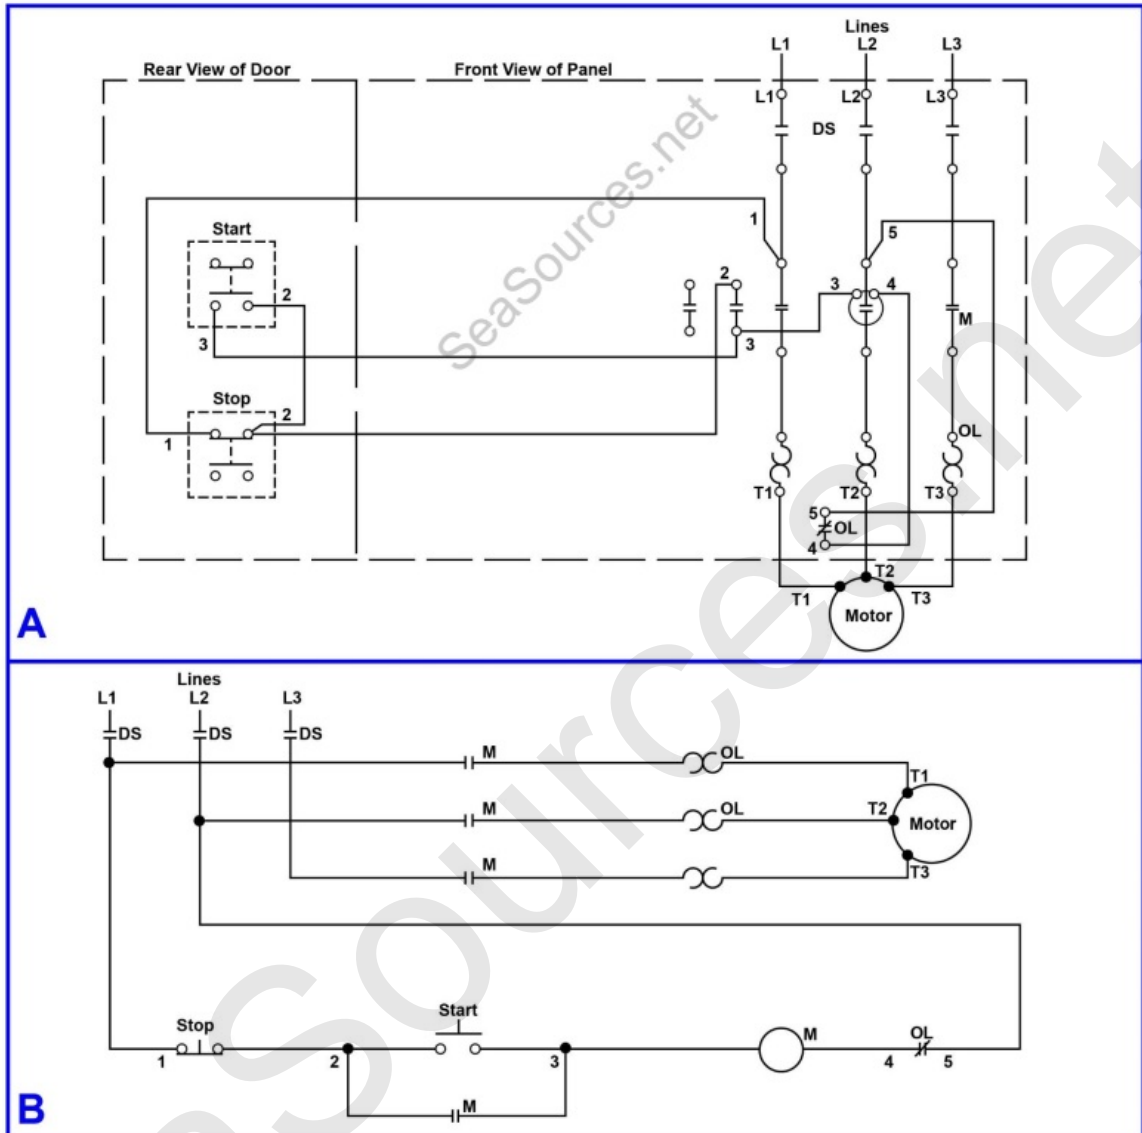 Lines
L1 L2 L3
Rear View of Door Front View of Panel
L1 L2 L3
DS
SeaSources.net
1
5
Start
2
2
3 4
M
3
3
Stop
2
1
OL
T1 T2 T3
5
OL
4
T2
T1 T3
Motor
A
Lines
L1 L2 L3
DS DS DS
M OL
T1
M OL T2 Motor
M
T3
Start
Stop M OL
1 2 3 4 5
M
B
SeaSources.net